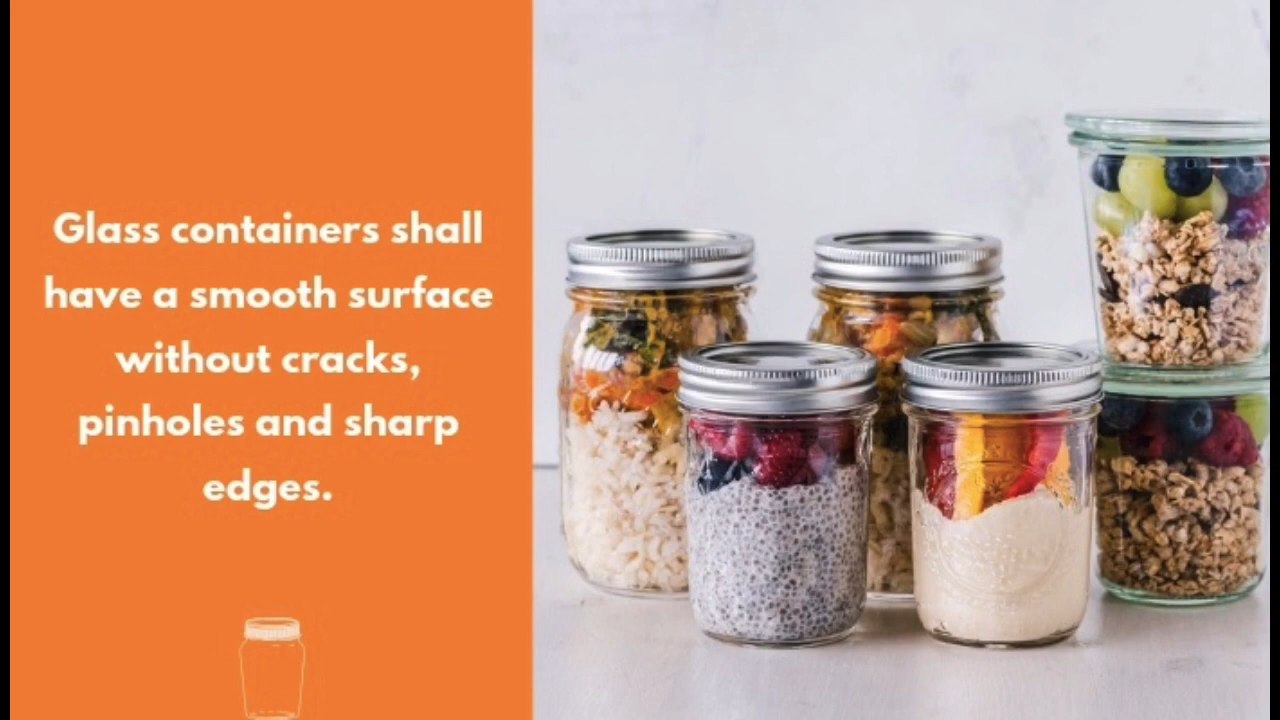 Glass containers shall
have a smooth surface
without cracks,
pinholes and sharp
edges.